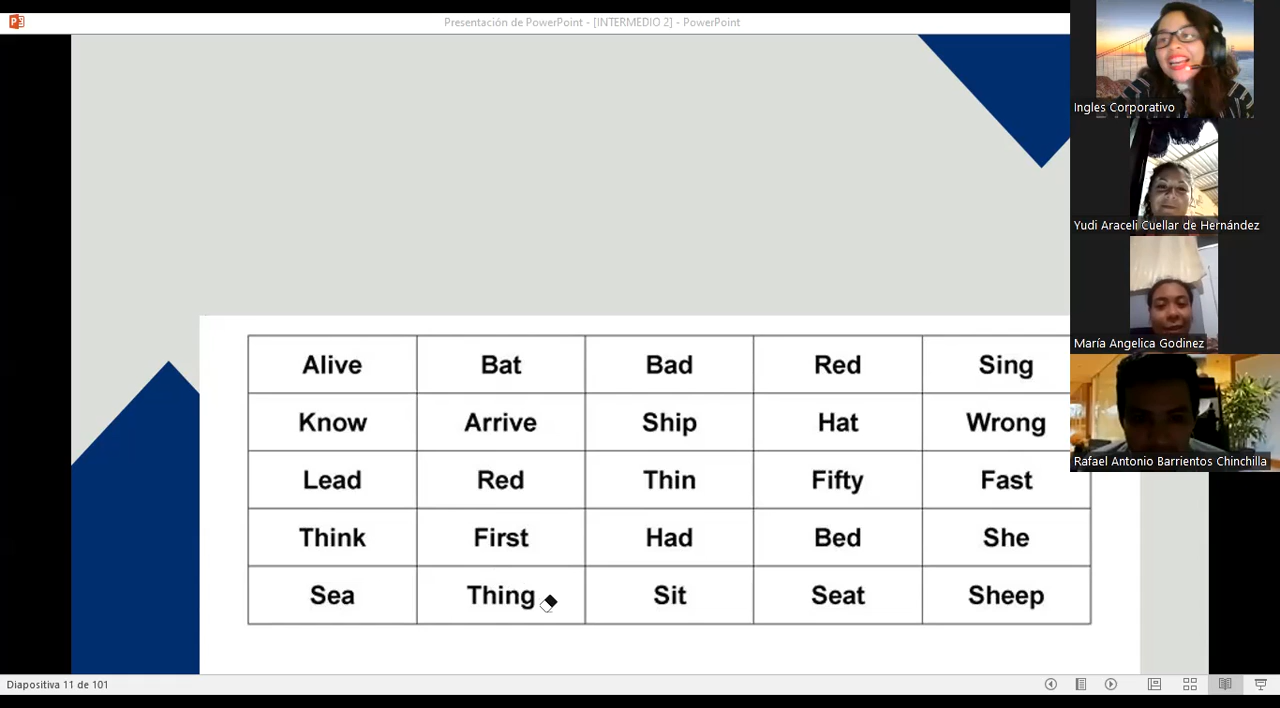 Presentación de PowerPoint - [INTERMEDIO 2] - PowerPoint
Ingles Corporativo
Yudi Araceli Cuellar de Hernández
María Angelica Godinez
Rafael Antonio Barrientos Chinchilla
Alive Bat Bad Red Sing
Know Arrive Ship Hat Wrong
Lead Red Thin Fifty Fast
Think First Had Bed She
Sea Thing Sit Seat Sheep
Diapositiva 11 de 101